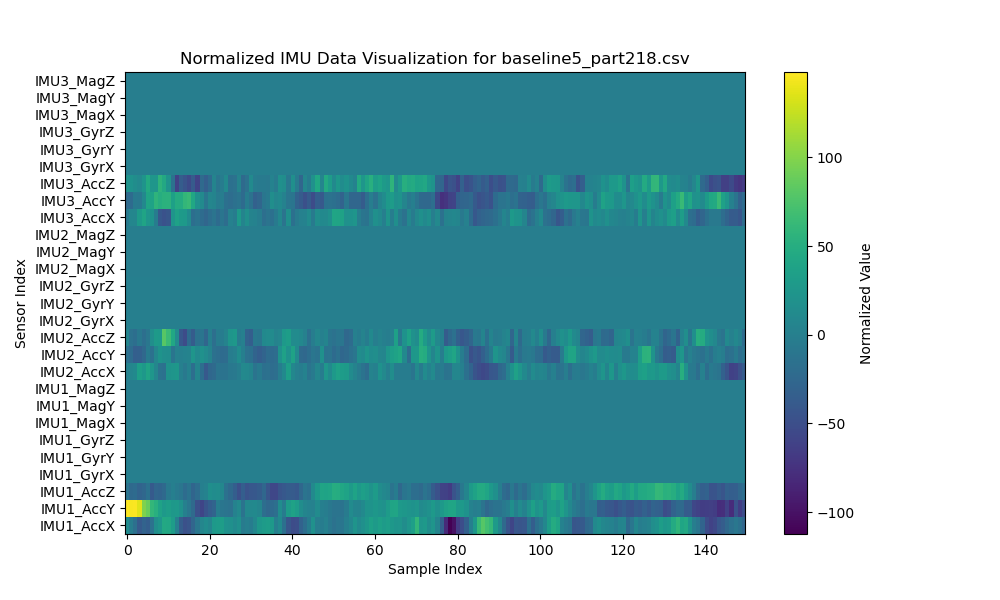 Normalized IMU Data Visualization for baseline5_part218.csv
IMU3_MagZ
IMU3_MagY
IMU3_MagX
IMU3_GyrZ
IMU3_GyrY
IMU3_GyrX
IMU3_AccZ
IMU3_AccY
IMU3_AccX
IMU2_MagZ
IMU2_MagY
IMU2_MagX
IMU2_GyrZ
IMU2_GyrY
IMU2_GyrX
IMU2_AccZ
IMU2_AccY
IMU2_AccX
IMU1_MagZ
IMU1_MagY
IMU1_MagX
IMU1_GyrZ
IMU1_GyrY
IMU1_GyrX
IMU1_AccZ
IMU1_AccY
IMU1_AccX
Sensor Index
0 20 40 60 80 100 120 140
Sample Index
100
50
0
−50
−100
Normalized Value